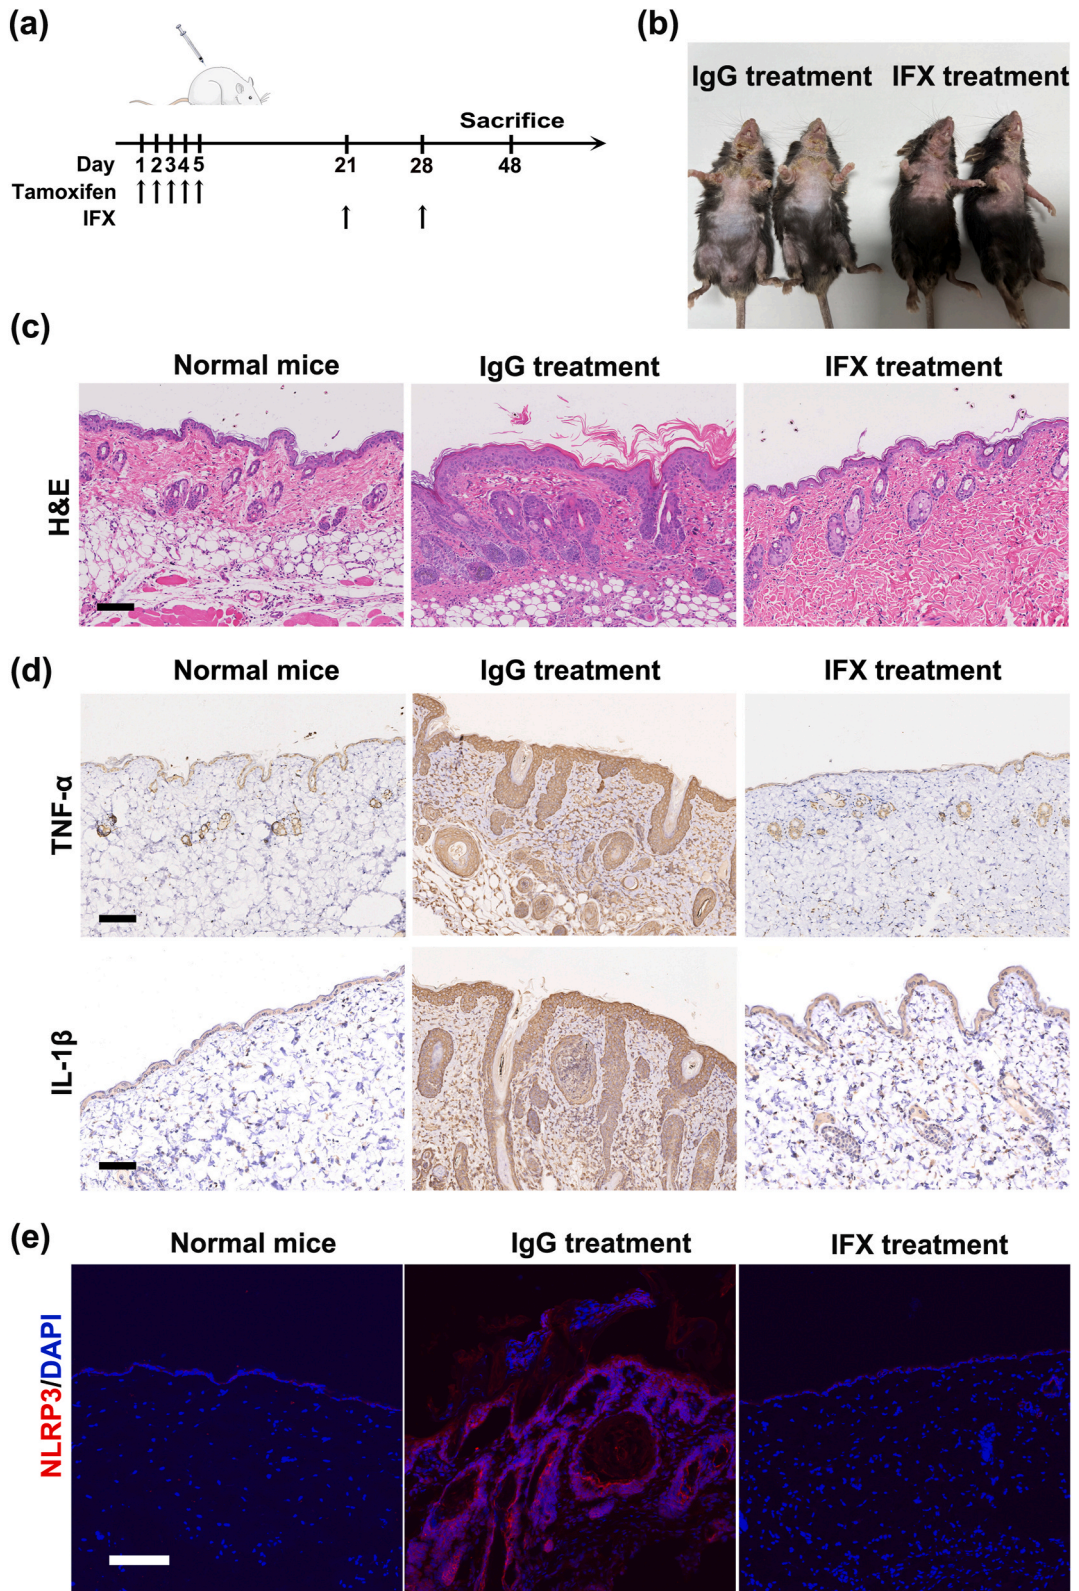 (a)
Sacrifice
Day 1 2 3 4 5 21 28 48
Tamoxifen
IFX
(b)
IgG treatment IFX treatment
(c)
Normal mice IgG treatment IFX treatment
H&E
(d)
Normal mice IgG treatment IFX treatment
TNF-α
IL-1β
(e)
Normal mice IgG treatment IFX treatment
NLRP3/DAPI